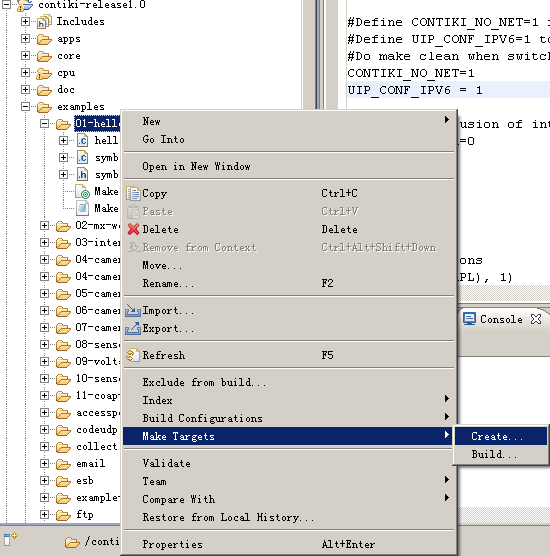 contiki-release1.0
Includes
apps
core
cpu
doc
examples
01-hell
hell
symb
symb
Make
Make
02-mx-w
03-inter
04-came
04-camer
05-camer
06-camer
07-camer
08-sense
09-volt
10-sens
11-coap
accessp
codeudp
collect
email
esb
example
ftp
/conti
#Define CONTIKI_NO_NET=1 i
#Define UIP_CONF_IPV6=1 to
#Do make clean when switch
CONTIKI_NO_NET=1
UIP_CONF_IPV6 = 1
usion of int
=0
ons
PL), 1)
Console
New
Go Into
Open in New Window
Copy Ctrl+C
Paste Ctrl+V
Delete Delete
Remove from Context Ctrl+Alt+Shift+Down
Move...
Rename... F2
Import...
Export...
Refresh F5
Exclude from build...
Index
Build Configurations
Make Targets
Validate
Team
Compare With
Restore from Local History...
Properties Alt+Enter
Create...
Build...